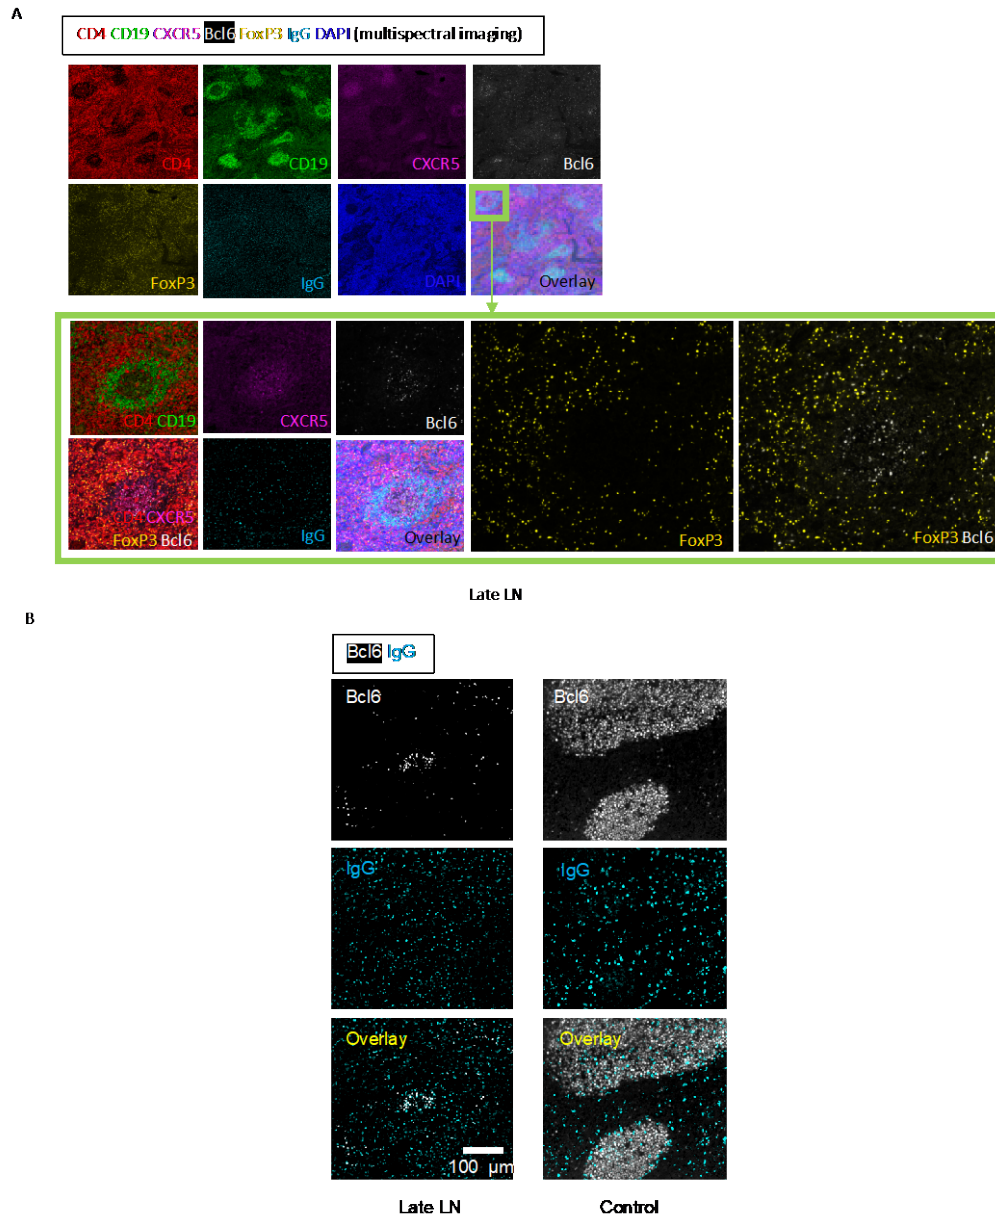 A
CD4 CD19 CXCR5 Bcl6 FoxP3 IgG DAPI (multispectral imaging)
CD4 CD19 CXCR5 Bcl6
FoxP3 IgG DAPI Overlay
CD4 CD19 CXCR5 Bcl6
CXCR5
FoxP3 Bcl6 IgG Overlay FoxP3 FoxP3 Bcl6
Late LN
B
Bcl6 IgG
Bcl6 Bcl6
IgG IgG
Overlay Overlay
100 µm
Late LN Control